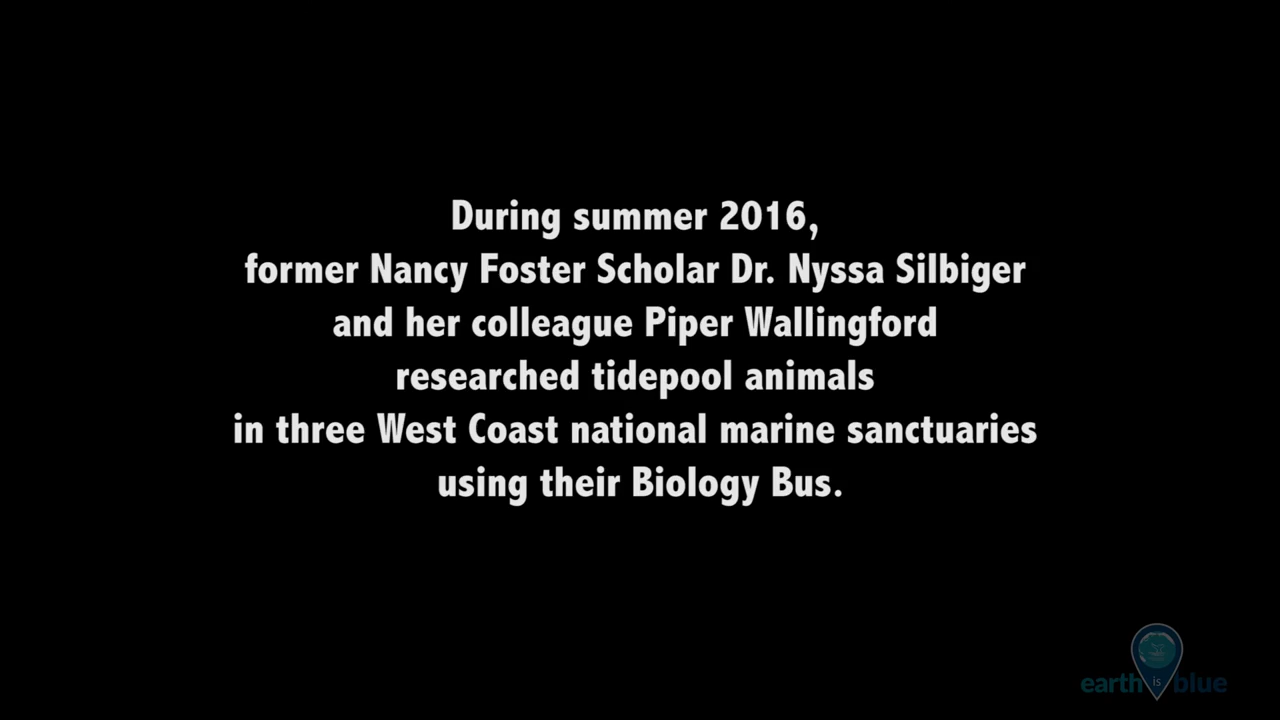 During summer 2016,
former Nancy Foster Scholar Dr. Nyssa Silbiger
and her colleague Piper Wallingford
researched tidepool animals
in three West Coast national marine sanctuaries
using their Biology Bus.
earth is blue